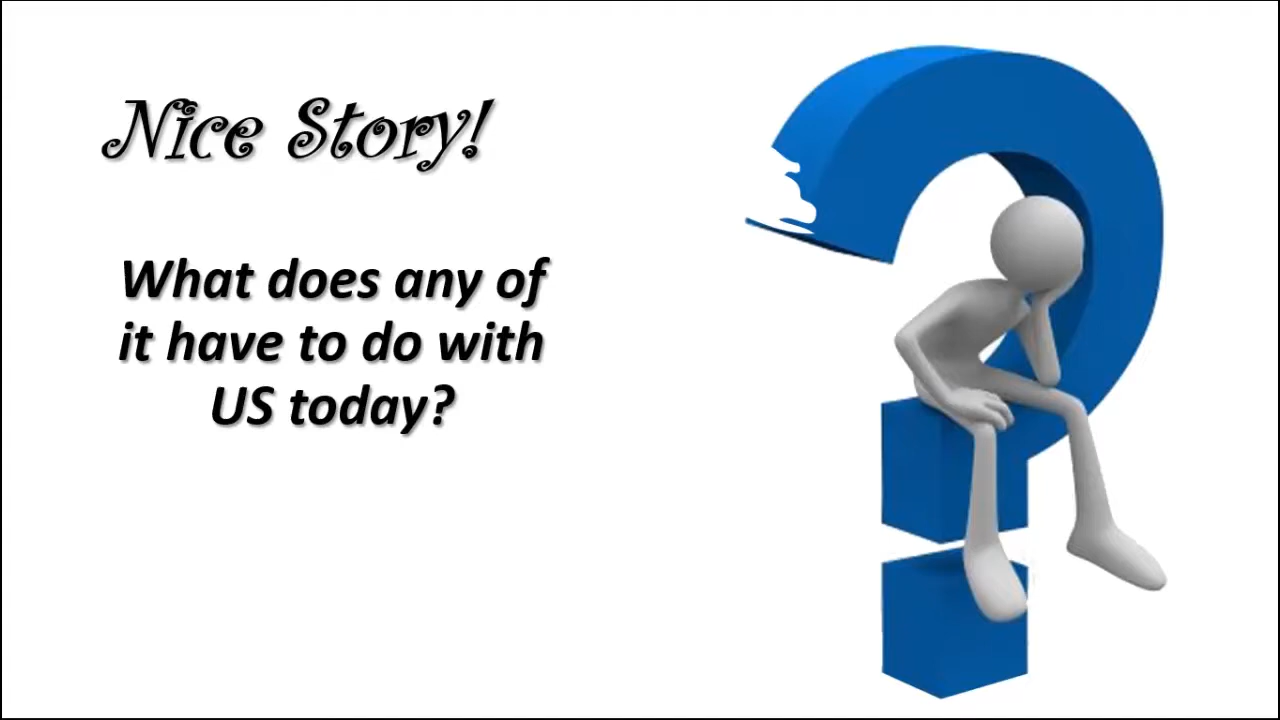 Nice Story!
What does any of
it have to do with
US today?